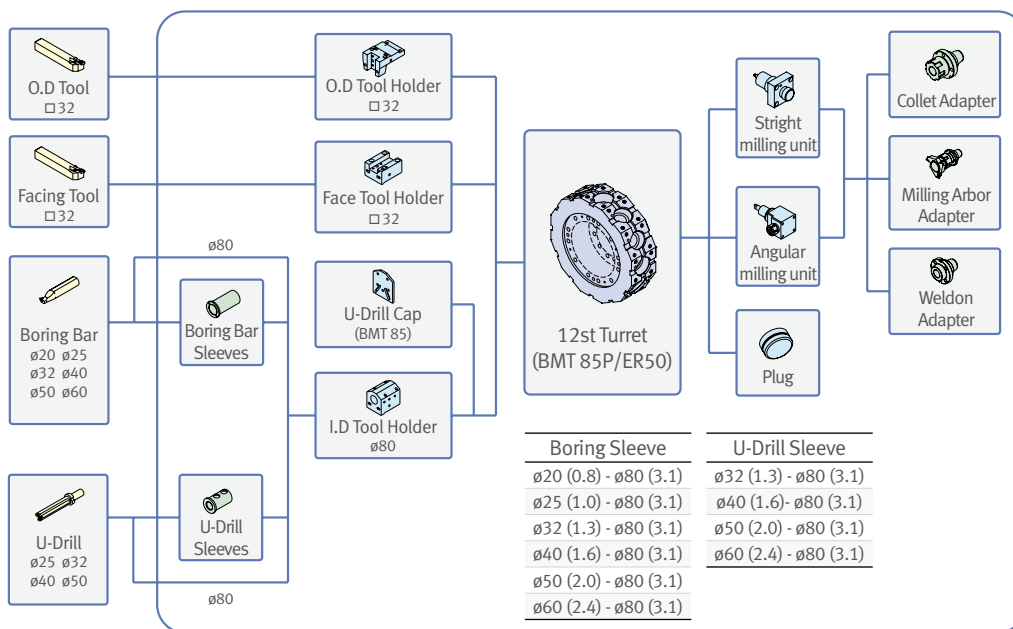 O.D Tool
□ 32
Facing Tool
□ 32
ø80
Boring Bar
ø20 ø25
ø32 ø40
ø50 ø60
Boring Bar
Sleeves
U-Drill
ø25 ø32
ø40 ø50
U-Drill
Sleeves
ø80
O.D Tool Holder
□ 32
Face Tool Holder
□ 32
U-Drill Cap
(BMT 85)
I.D Tool Holder
ø80
12st Turret
(BMT 85P/ER50)
Stright
milling unit
Angular
milling unit
Plug
Collet Adapter
Milling Arbor
Adapter
Weldon
Adapter
Boring Sleeve
ø20 (0.8) - ø80 (3.1)
ø25 (1.0) - ø80 (3.1)
ø32 (1.3) - ø80 (3.1)
ø40 (1.6) - ø80 (3.1)
ø50 (2.0) - ø80 (3.1)
ø60 (2.4) - ø80 (3.1)
U-Drill Sleeve
ø32 (1.3) - ø80 (3.1)
ø40 (1.6)- ø80 (3.1)
ø50 (2.0) - ø80 (3.1)
ø60 (2.4) - ø80 (3.1)